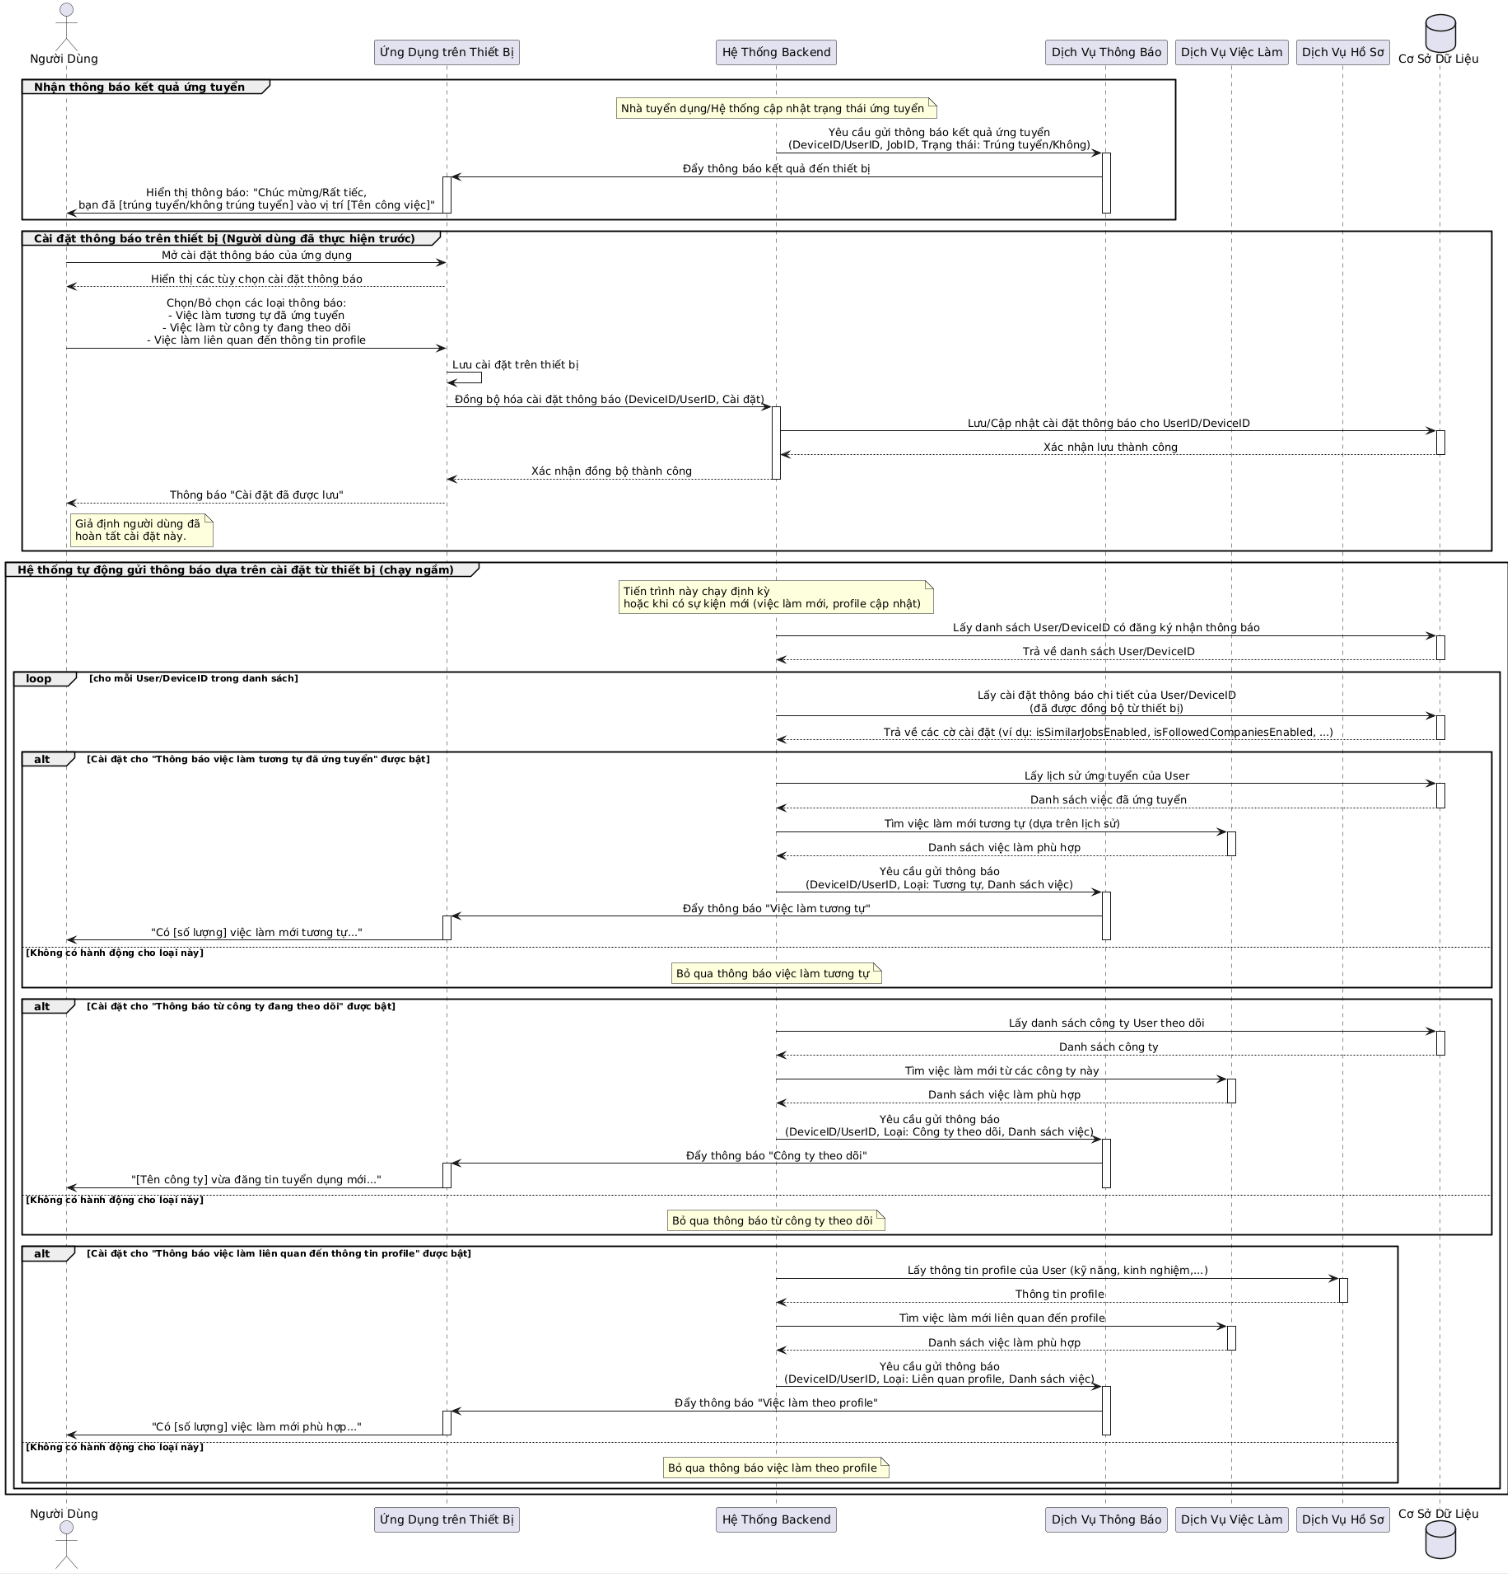 Người Dùng
Ứng Dụng trên Thiết Bị
Hệ Thống Backend
Dịch Vụ Thông Báo
Dịch Vụ Việc Làm
Dịch Vụ Hồ Sơ
Cơ Sở Dữ Liệu
Nhận thông báo kết quả ứng tuyển
Nhà tuyển dụng/Hệ thống cập nhật trạng thái ứng tuyển
Yêu cầu gửi thông báo kết quả ứng tuyển
(DeviceID/UserID, JobID, Trạng thái: Trúng tuyển/Không)
Đẩy thông báo kết quả đến thiết bị
Hiển thị thông báo: "Chúc mừng/Rất tiếc,
bạn đã [trúng tuyển/không trúng tuyển] vào vị trí [Tên công việc]"
Cài đặt thông báo trên thiết bị (Người dùng đã thực hiện trước)
Mở cài đặt thông báo của ứng dụng
Hiển thị các tùy chọn cài đặt thông báo
Chọn/Bỏ chọn các loại thông báo:
- Việc làm tương tự đã ứng tuyển
- Việc làm từ công ty đang theo dõi
- Việc làm liên quan đến thông tin profile
Lưu cài đặt trên thiết bị
Đồng bộ hóa cài đặt thông báo (DeviceID/UserID, Cài đặt)
Lưu/Cập nhật cài đặt thông báo cho UserID/DeviceID
Xác nhận lưu thành công
Xác nhận đồng bộ thành công
Thông báo "Cài đặt đã được lưu"
Giả định người dùng đã
hoàn tất cài đặt này.
Hệ thống tự động gửi thông báo dựa trên cài đặt từ thiết bị (chạy ngầm)
Tiến trình này chạy định kỳ
hoặc khi có sự kiện mới (việc làm mới, profile cập nhật)
Lấy danh sách User/DeviceID có đăng ký nhận thông báo
Trả về danh sách User/DeviceID
loop [cho mỗi User/DeviceID trong danh sách]
Lấy cài đặt thông báo chi tiết của User/DeviceID
(đã được đồng bộ từ thiết bị)
Trả về các cờ cài đặt (ví dụ: isSimilarJobsEnabled, isFollowedCompaniesEnabled, ...)
alt [Cài đặt cho "Thông báo việc làm tương tự đã ứng tuyển" được bật]
Lấy lịch sử ứng tuyển của User
Danh sách việc đã ứng tuyển
Tìm việc làm mới tương tự (dựa trên lịch sử)
Danh sách việc làm phù hợp
Yêu cầu gửi thông báo
(DeviceID/UserID, Loại: Tương tự, Danh sách việc)
Đẩy thông báo "Việc làm tương tự"
"Có [số lượng] việc làm mới tương tự..."
[Không có hành động cho loại này]
Bỏ qua thông báo việc làm tương tự
alt [Cài đặt cho "Thông báo từ công ty đang theo dõi" được bật]
Lấy danh sách công ty User theo dõi
Danh sách công ty
Tìm việc làm mới từ các công ty này
Danh sách việc làm phù hợp
Yêu cầu gửi thông báo
(DeviceID/UserID, Loại: Công ty theo dõi, Danh sách việc)
Đẩy thông báo "Công ty theo dõi"
"[Tên công ty] vừa đăng tin tuyển dụng mới..."
[Không có hành động cho loại này]
Bỏ qua thông báo từ công ty theo dõi
alt [Cài đặt cho "Thông báo việc làm liên quan đến thông tin profile" được bật]
Lấy thông tin profile của User (kỹ năng, kinh nghiệm,...)
Thông tin profile
Tìm việc làm mới liên quan đến profile
Danh sách việc làm phù hợp
Yêu cầu gửi thông báo
(DeviceID/UserID, Loại: Liên quan profile, Danh sách việc)
Đẩy thông báo "Việc làm theo profile"
"Có [số lượng] việc làm mới phù hợp..."
[Không có hành động cho loại này]
Bỏ qua thông báo việc làm theo profile
Người Dùng
Ứng Dụng trên Thiết Bị
Hệ Thống Backend
Dịch Vụ Thông Báo
Dịch Vụ Việc Làm
Dịch Vụ Hồ Sơ
Cơ Sở Dữ Liệu